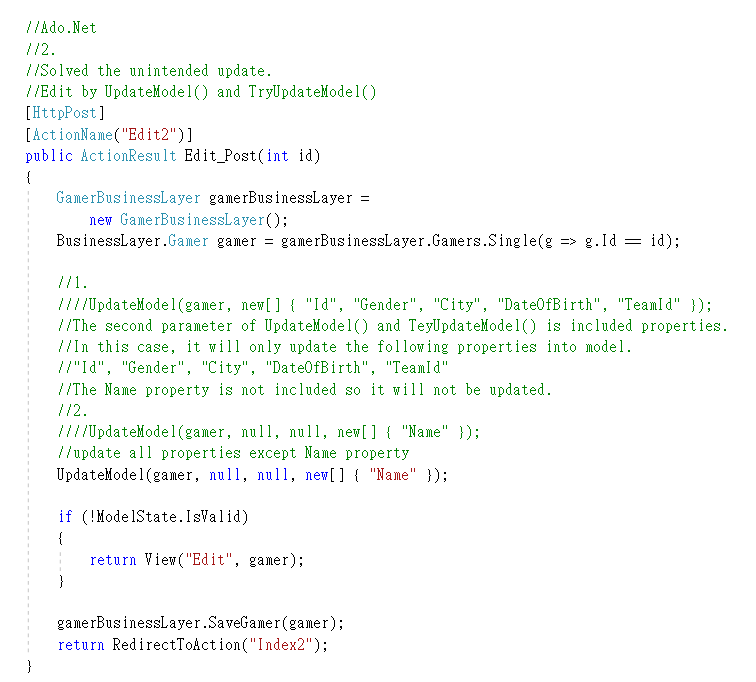 //Ado.Net
//2.
//Solved the unintended update.
//Edit by UpdateModel() and TryUpdateModel()
[HttpPost]
[ActionName("Edit2")]
public ActionResult Edit_Post(int id)
{
GamerBusinessLayer gamerBusinessLayer =
new GamerBusinessLayer();
BusinessLayer.Gamer gamer = gamerBusinessLayer.Gamers.Single(g => g.Id == id);
//1.
////UpdateModel(gamer, new[] { "Id", "Gender", "City", "DateOfBirth", "TeamId" });
//The second parameter of UpdateModel() and TeyUpdateModel() is included properties.
//In this case, it will only update the following properties into model.
//"Id", "Gender", "City", "DateOfBirth", "TeamId"
//The Name property is not included so it will not be updated.
//2.
////UpdateModel(gamer, null, null, new[] { "Name" });
//update all properties except Name property
UpdateModel(gamer, null, null, new[] { "Name" });
if (!ModelState.IsValid)
{
return View("Edit", gamer);
}
gamerBusinessLayer.SaveGamer(gamer);
return RedirectToAction("Index2");
}